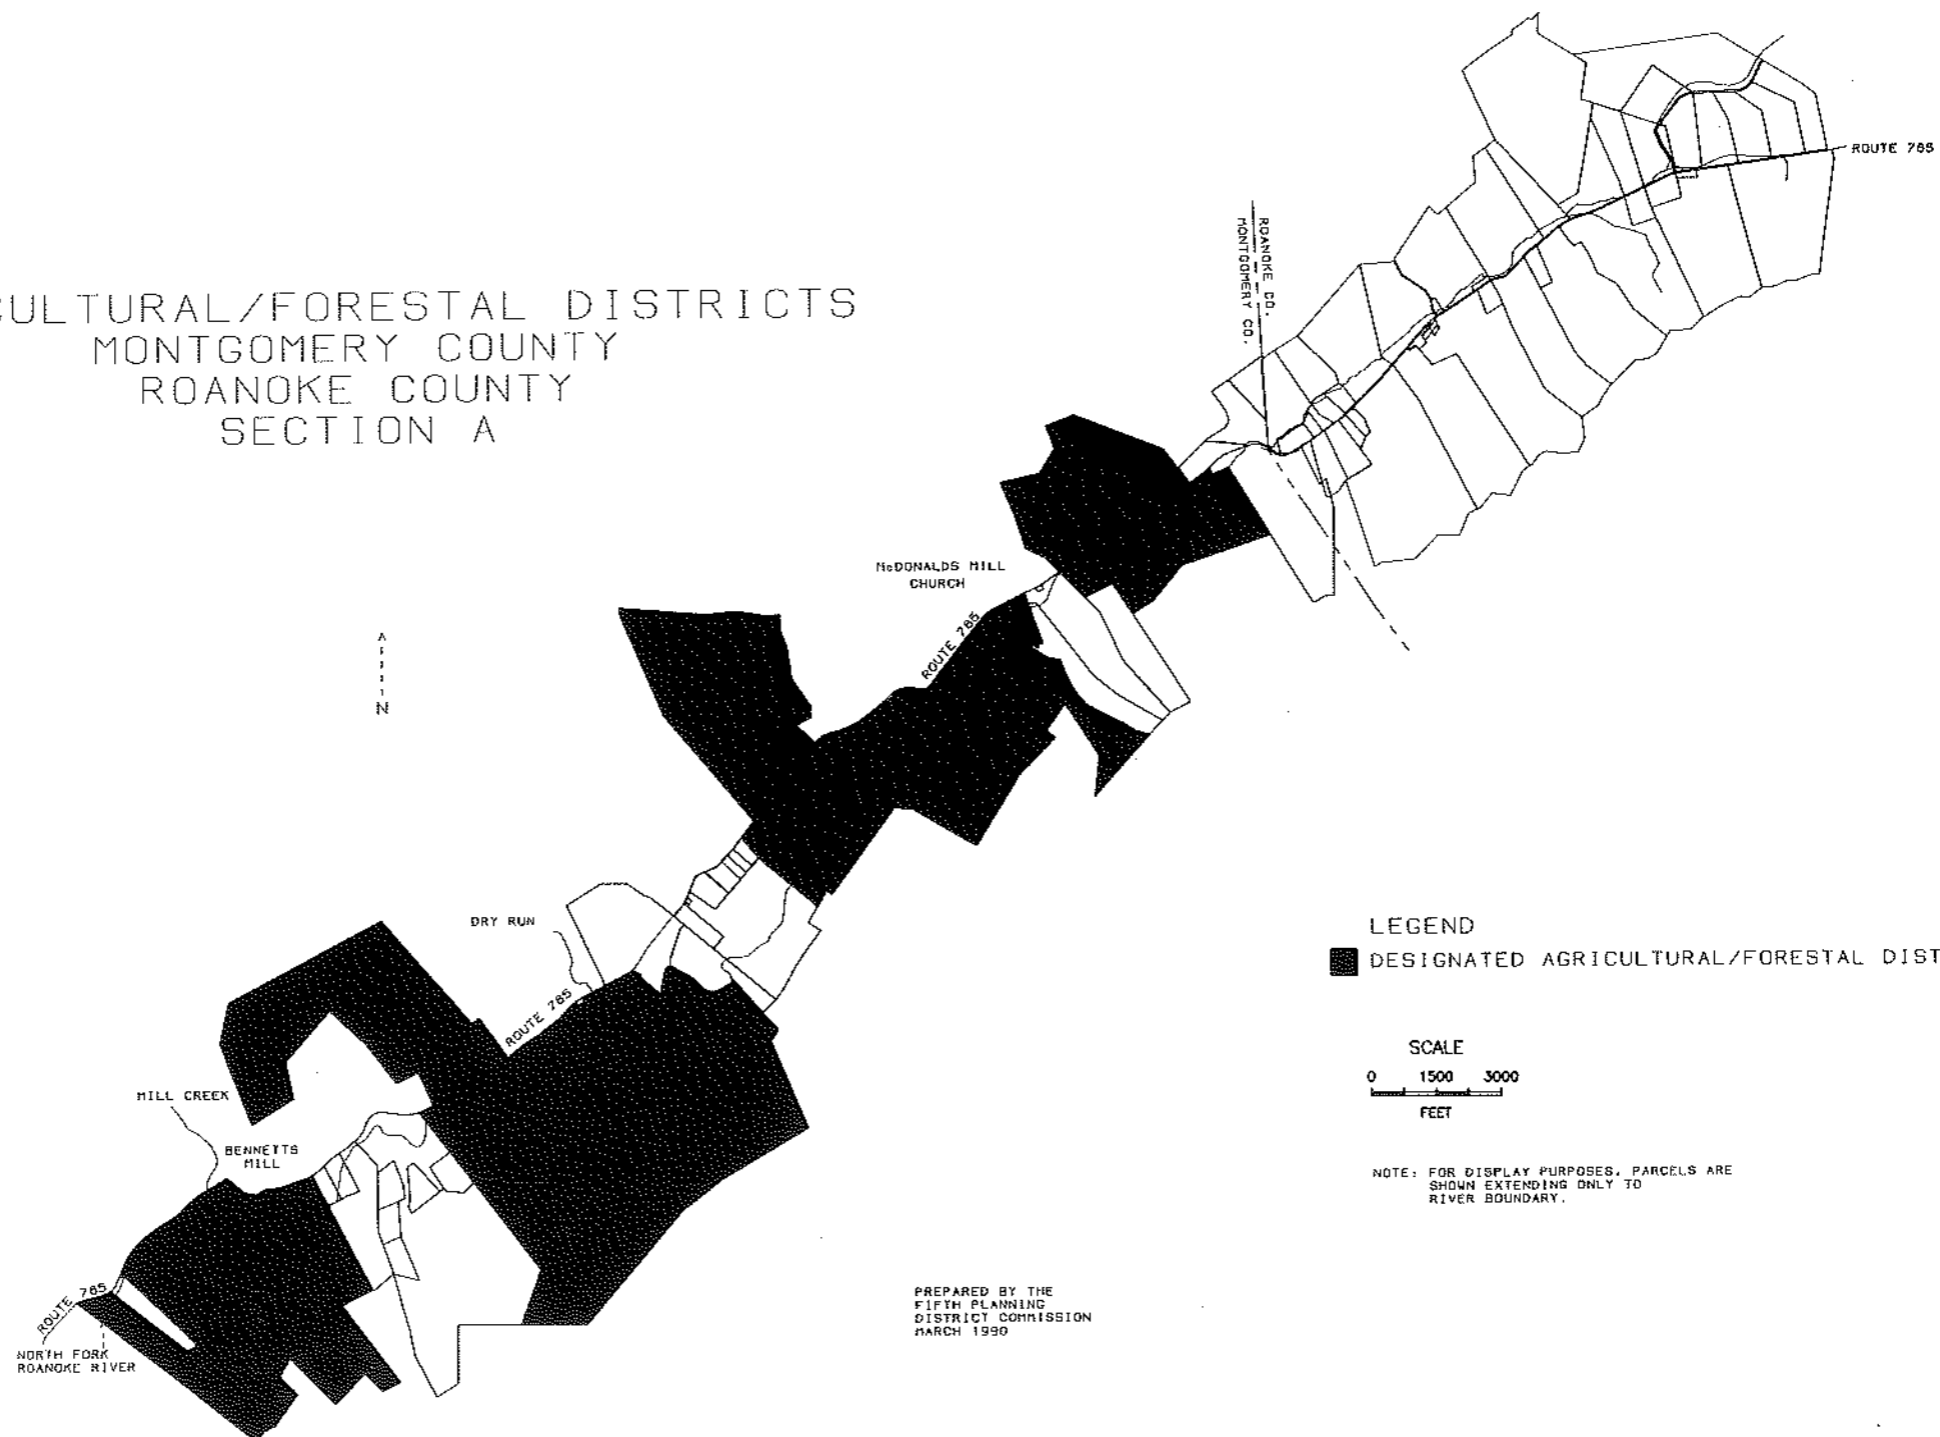 CULTURAL/FORESTAL DISTRICTS
MONTGOMERY COUNTY
ROANOKE COUNTY
SECTION A
ROUTE 785
ROANOKE CO.
MONTGOMERY CO.
McDONALDS MILL
CHURCH
ROUTE 785
N
DRY RUN
ROUTE 785
LEGEND
DESIGNATED AGRICULTURAL/FORESTAL DIST
SCALE
0 1500 3000
FEET
MILL CREEK
BENNETTS
MILL
NOTE: FOR DISPLAY PURPOSES, PARCELS ARE
SHOWN EXTENDING ONLY TO
RIVER BOUNDARY.
ROUTE 785
NORTH FORK
ROANOKE RIVER
PREPARED BY THE
FIFTH PLANNING
DISTRICT COMMISSION
MARCH 1990